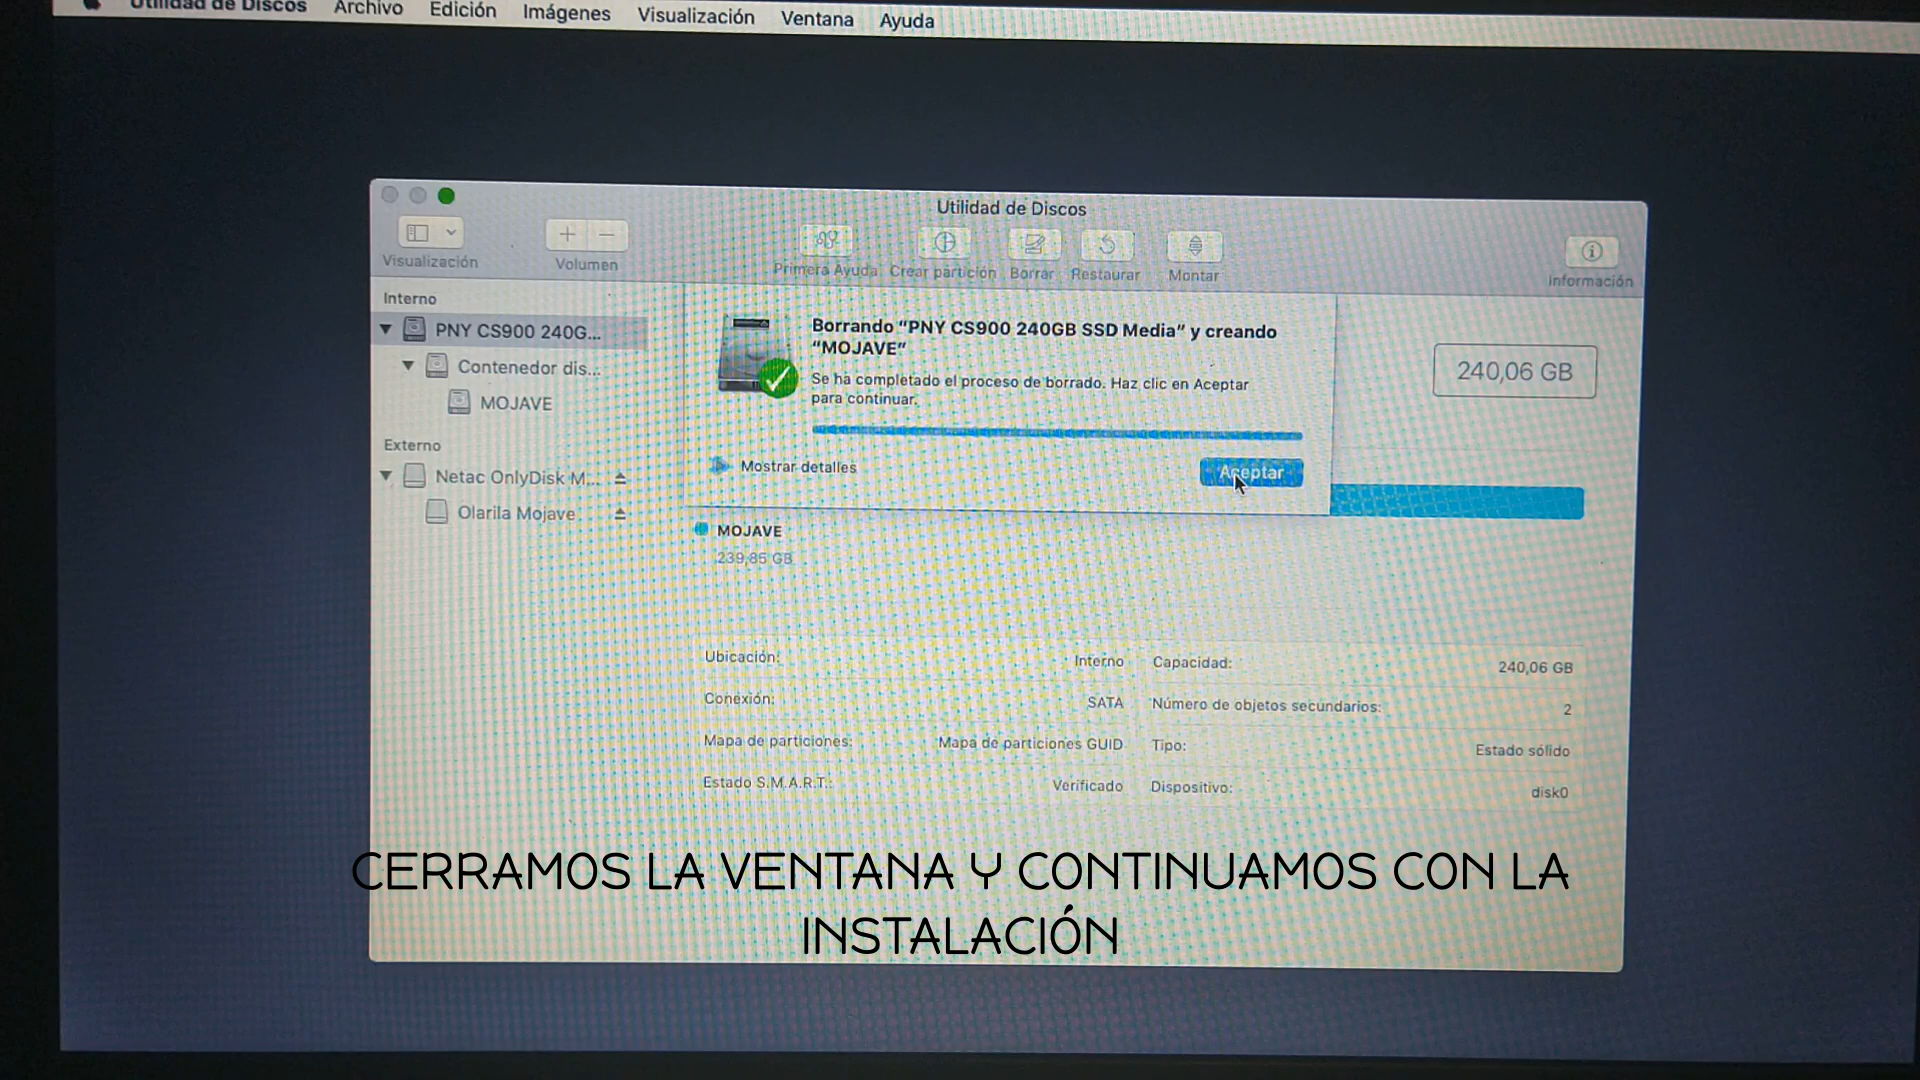 Utilidad de Discos Archivo Edición Imágenes Visualización Ventana Ayuda
Utilidad de Discos
Visualización Volumen Primera Ayuda Crear partición Borrar Restaurar Montar Información
Interno
PNY CS900 240G...
Contenedor dis...
MOJAVE
Externo
Netac OnlyDisk M...
Olarila Mojave
Borrando “PNY CS900 240GB SSD Media” y creando
“MOJAVE”
Se ha completado el proceso de borrado. Haz clic en Aceptar
para continuar.
Mostrar detalles
Aceptar
240,06 GB
MOJAVE
239,85 GB
Ubicación: Interno
Capacidad: 240,06 GB
Conexión: SATA
Número de objetos secundarios: 2
Mapa de particiones: Mapa de particiones GUID
Tipo: Estado sólido
Estado S.M.A.R.T.: Verificado
Dispositivo: disk0
CERRAMOS LA VENTANA Y CONTINUAMOS CON LA
INSTALACIÓN